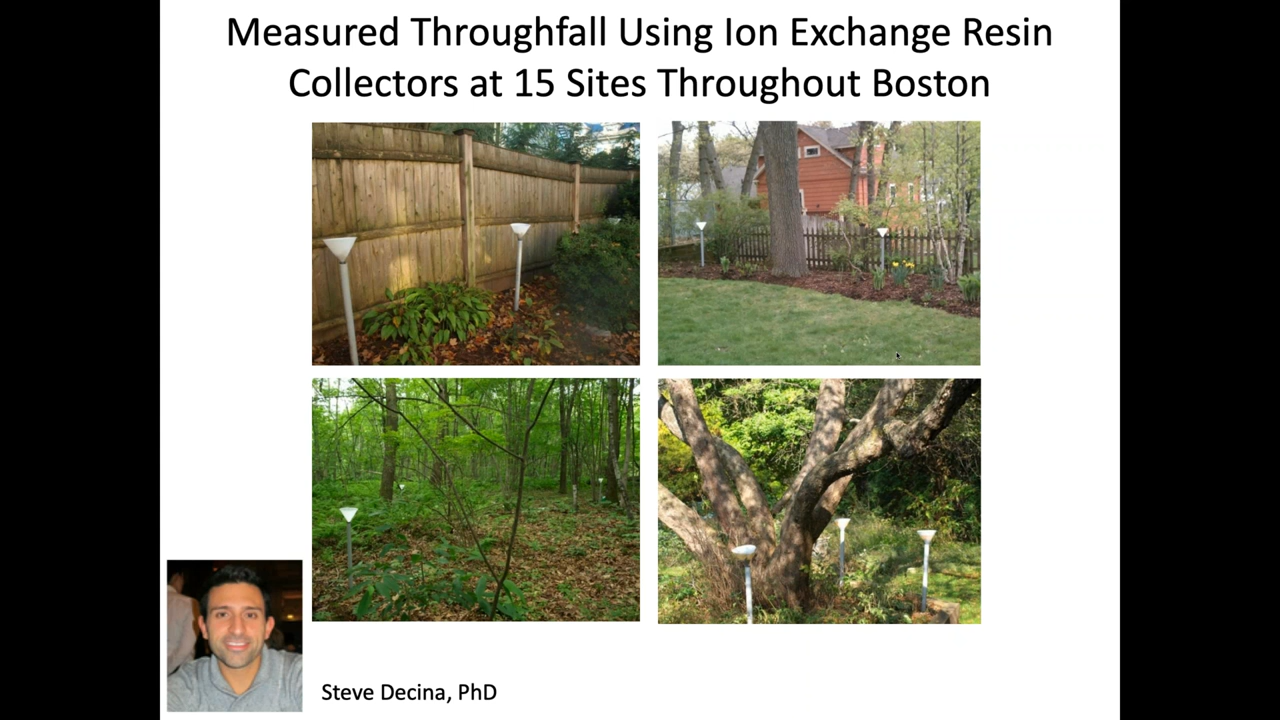 Measured Throughfall Using Ion Exchange Resin
Collectors at 15 Sites Throughout Boston
Steve Decina, PhD